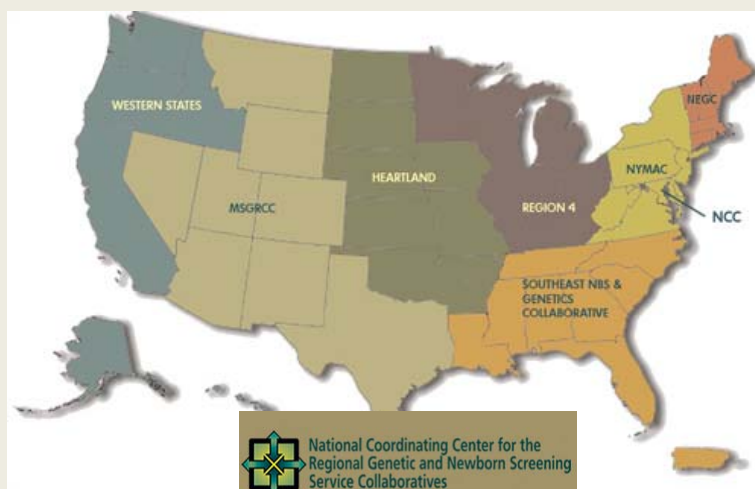 WESTERN STATES
NEGC
HEARTLAND
NYMAC
MSGRCC
REGION 4
NCC
SOUTHEAST NBS &
GENETICS
COLLABORATIVE
National Coordinating Center for the
Regional Genetic and Newborn Screening
Service Collaboratives